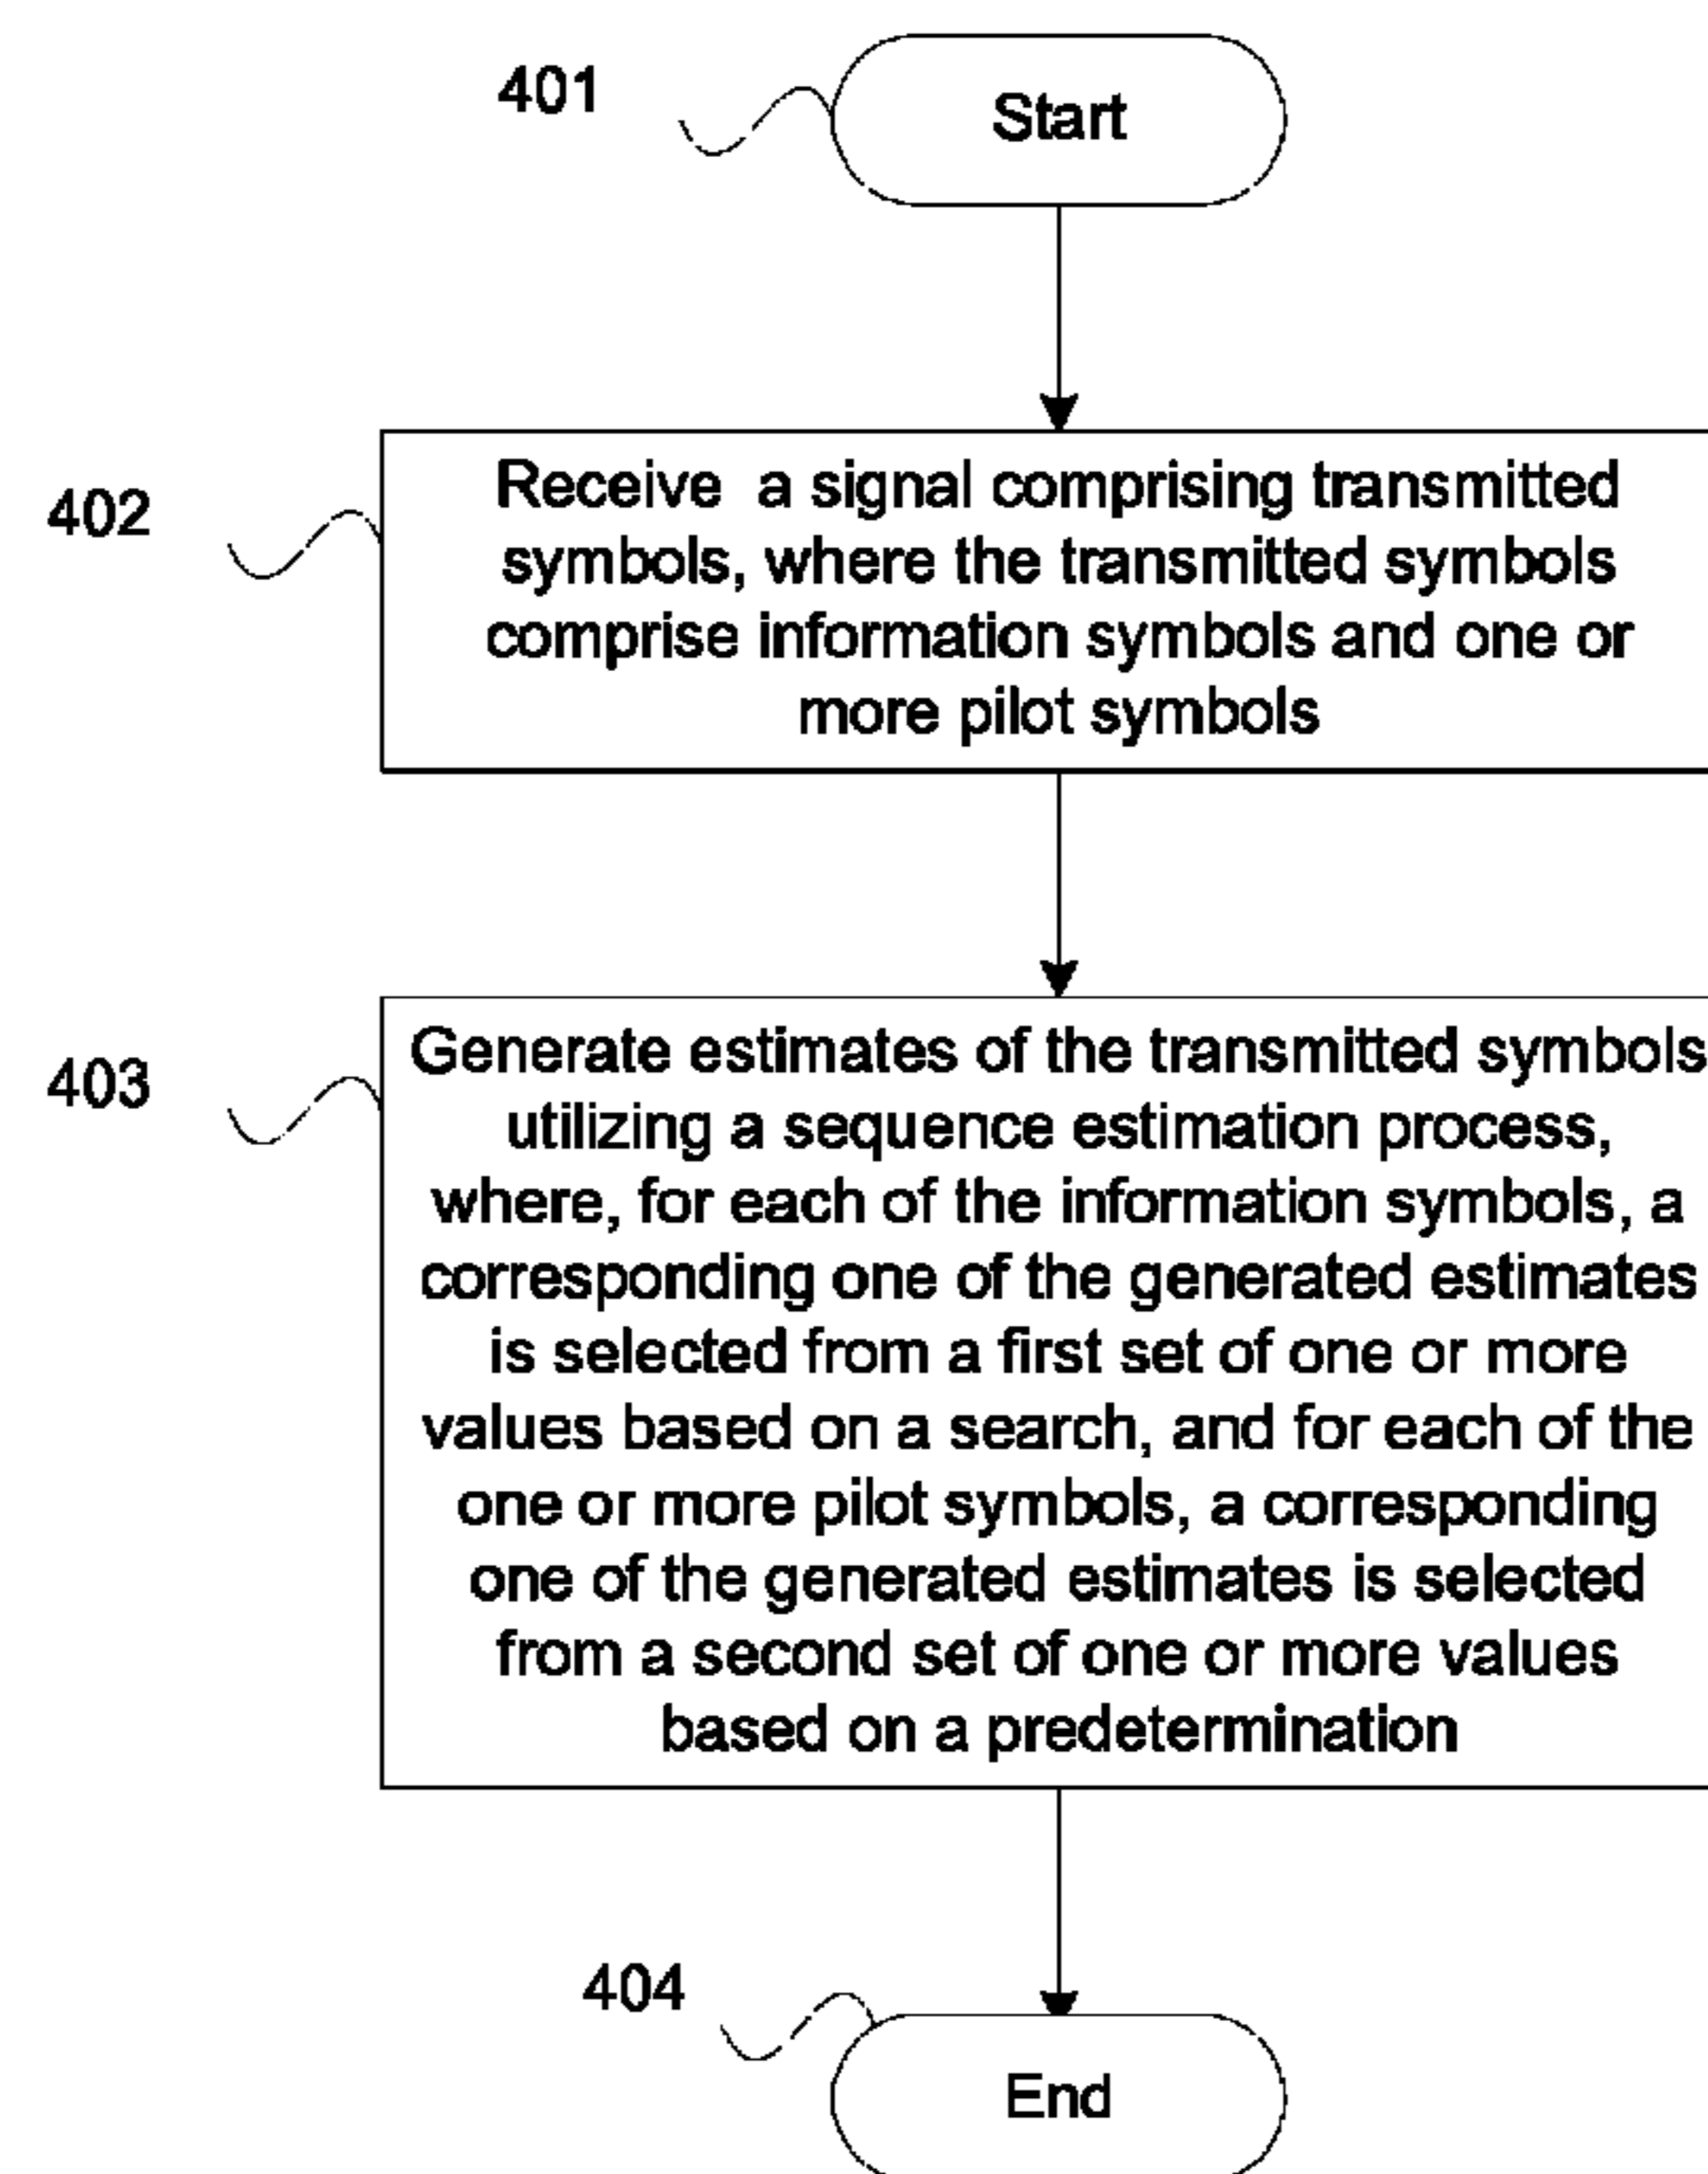 401
Start
402
Receive a signal comprising transmitted
symbols, where the transmitted symbols
comprise information symbols and one or
more pilot symbols
403
Generate estimates of the transmitted symbols
utilizing a sequence estimation process,
where, for each of the information symbols, a
corresponding one of the generated estimates
is selected from a first set of one or more
values based on a search, and for each of the
one or more pilot symbols, a corresponding
one of the generated estimates is selected
from a second set of one or more values
based on a predetermination
404
End